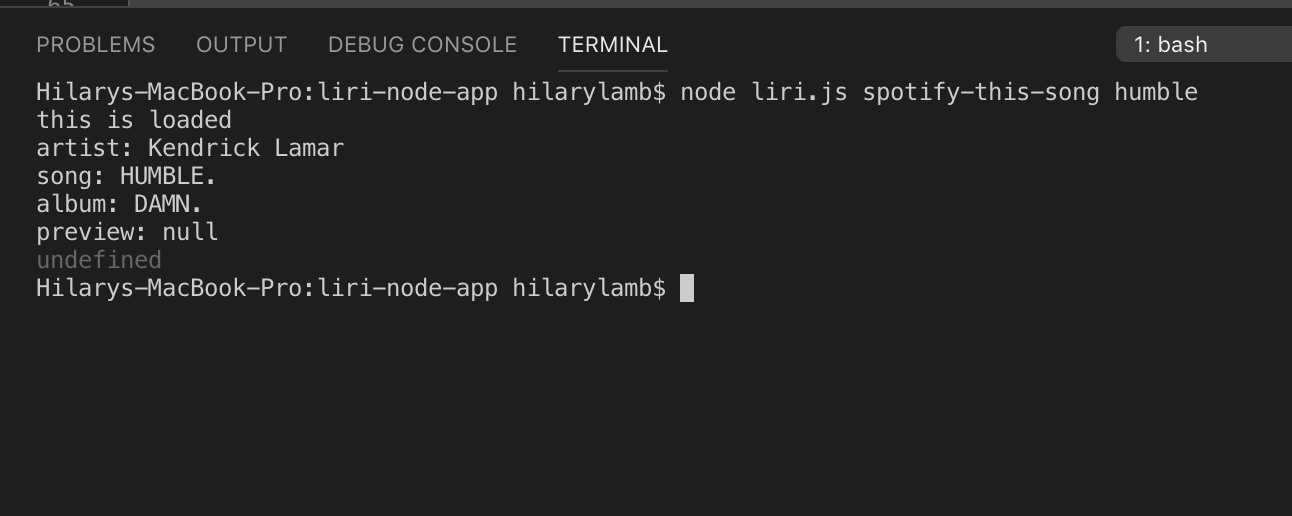 PROBLEMS OUTPUT DEBUG CONSOLE TERMINAL 1: bash
Hilarys-MacBook-Pro:liri-node-app hilarylamb$ node liri.js spotify-this-song humble
this is loaded
artist: Kendrick Lamar
song: HUMBLE.
album: DAMN.
preview: null
undefined
Hilarys-MacBook-Pro:liri-node-app hilarylamb$